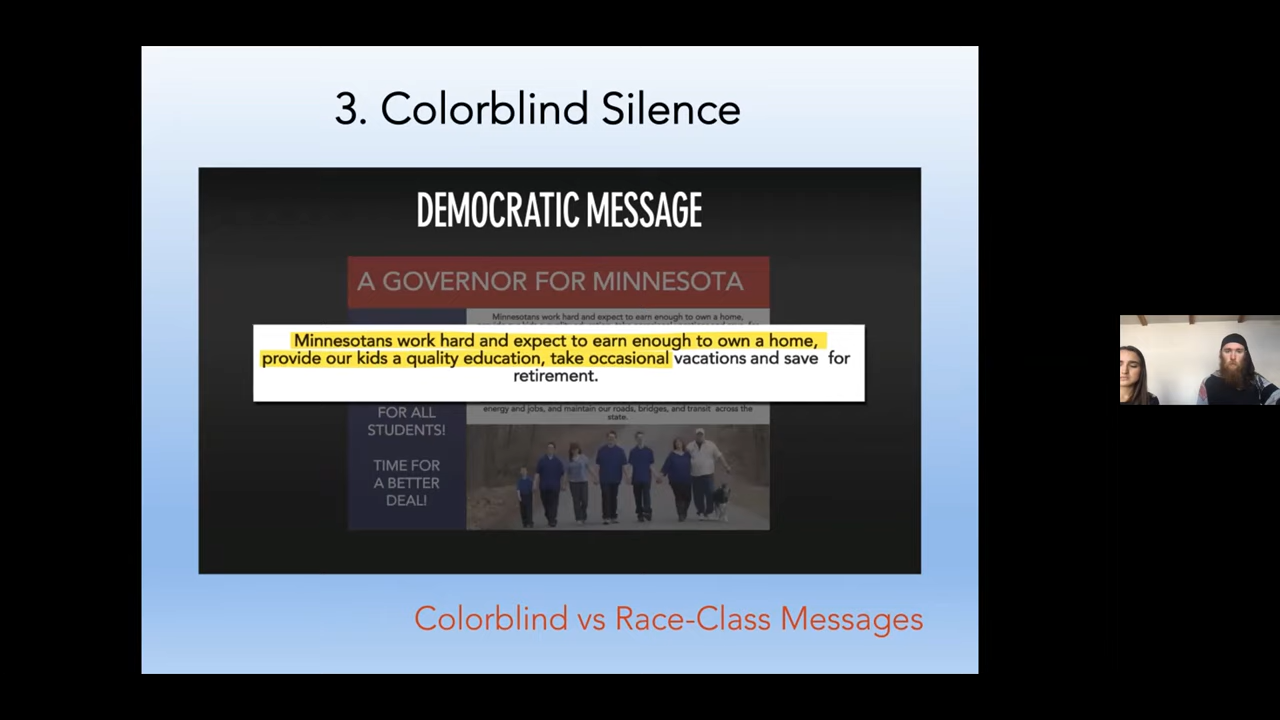 3. Colorblind Silence
DEMOCRATIC MESSAGE
A GOVERNOR FOR MINNESOTA
Minnesotans work hard and expect to earn enough to own a home,
Minnesotans work hard and expect to earn enough to own a home,
provide our kids a quality education, take occasional vacations and save for
retirement.
energy and jobs, and maintain our roads, bridges, and transit across the
state.
FOR ALL
STUDENTS!
TIME FOR
A BETTER
DEAL!
Colorblind vs Race-Class Messages